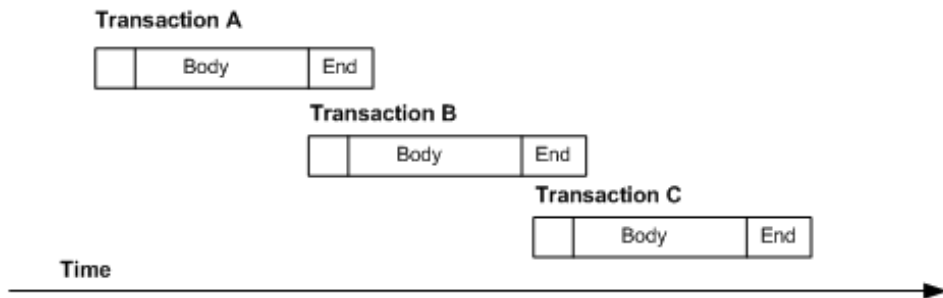 Transaction A
Body End
Transaction B
Body End
Transaction C
Body End
Time